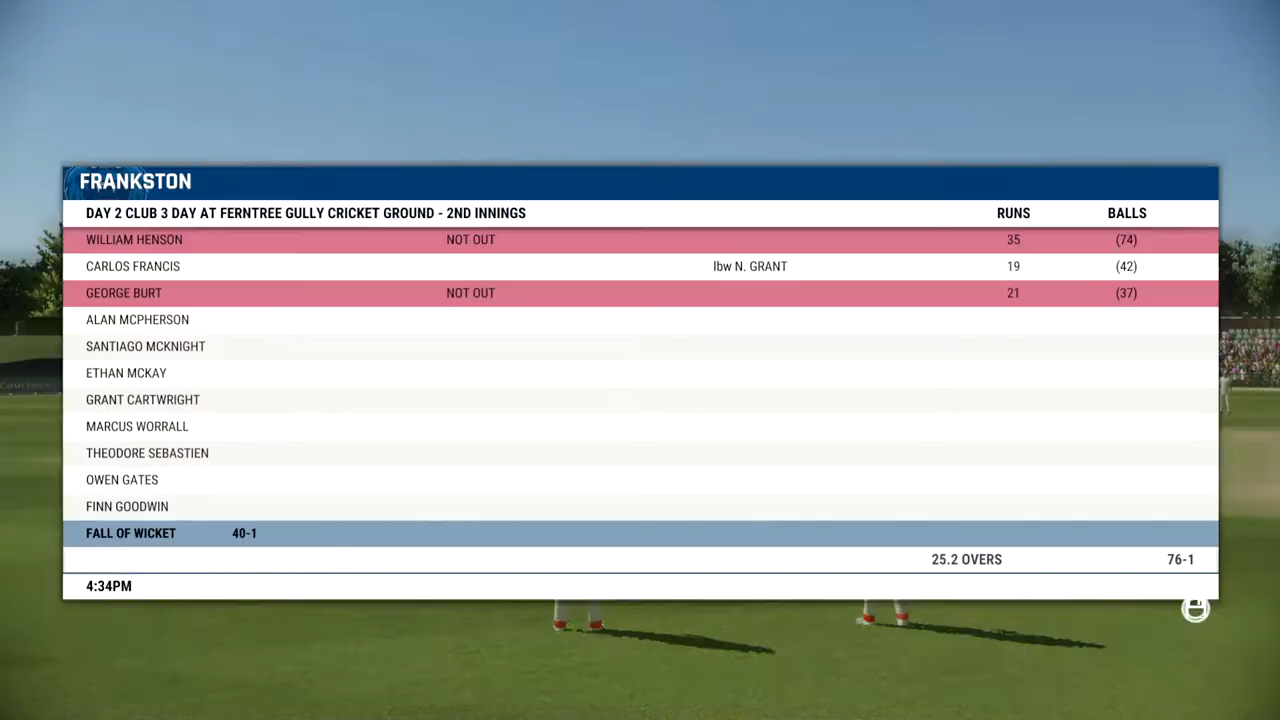 FRANKSTON
DAY 2 CLUB 3 DAY AT FERNTREE GULLY CRICKET GROUND - 2ND INNINGS RUNS BALLS
WILLIAM HENSON NOT OUT 35 (74)
CARLOS FRANCIS lbw N. GRANT 19 (42)
GEORGE BURT NOT OUT 21 (37)
ALAN MCPHERSON
SANTIAGO MCKNIGHT
ETHAN MCKAY
GRANT CARTWRIGHT
MARCUS WORRALL
THEODORE SEBASTIEN
OWEN GATES
FINN GOODWIN
FALL OF WICKET 40-1
25.2 OVERS 76-1
4:34PM